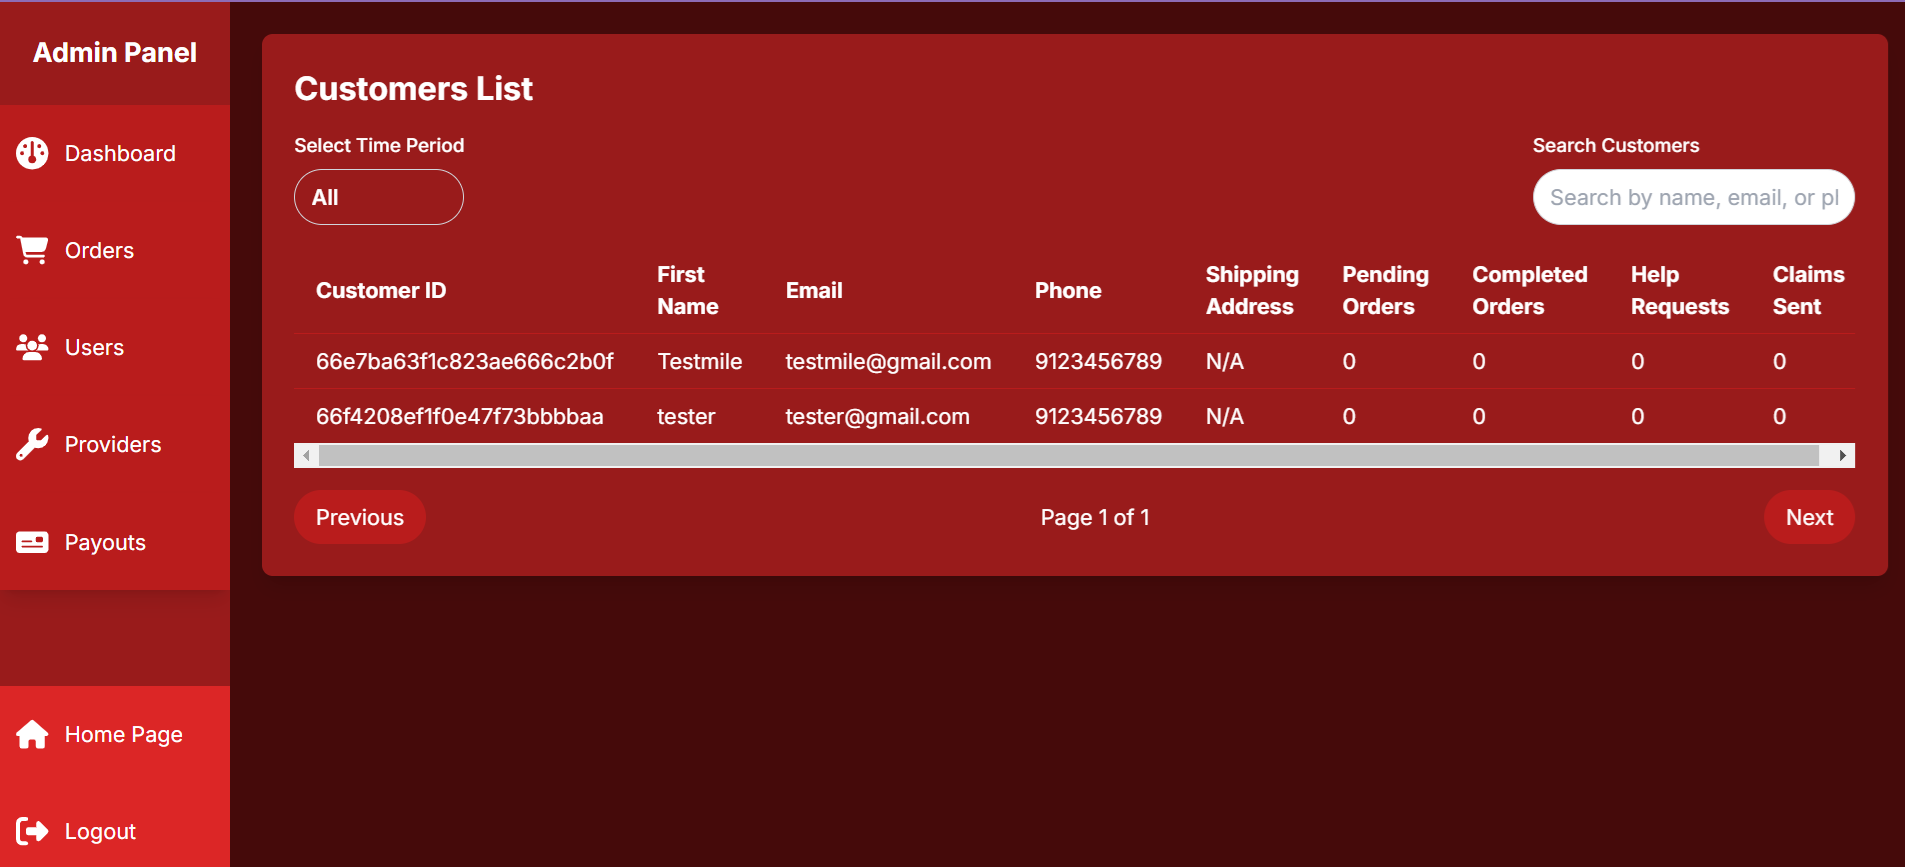 Admin Panel
Dashboard
Orders
Users
Providers
Payouts
Home Page
Logout
Customers List
Select Time Period
All
Search Customers
Search by name, email, or pl
Customer ID First Name Email Phone Shipping Address Pending Orders Completed Orders Help Requests Claims Sent
66e7ba63f1c823ae666c2b0f Testmile testmile@gmail.com 9123456789 N/A 0 0 0 0
66f4208ef1f0e47f73bbbbaa tester tester@gmail.com 9123456789 N/A 0 0 0 0
Previous Page 1 of 1 Next